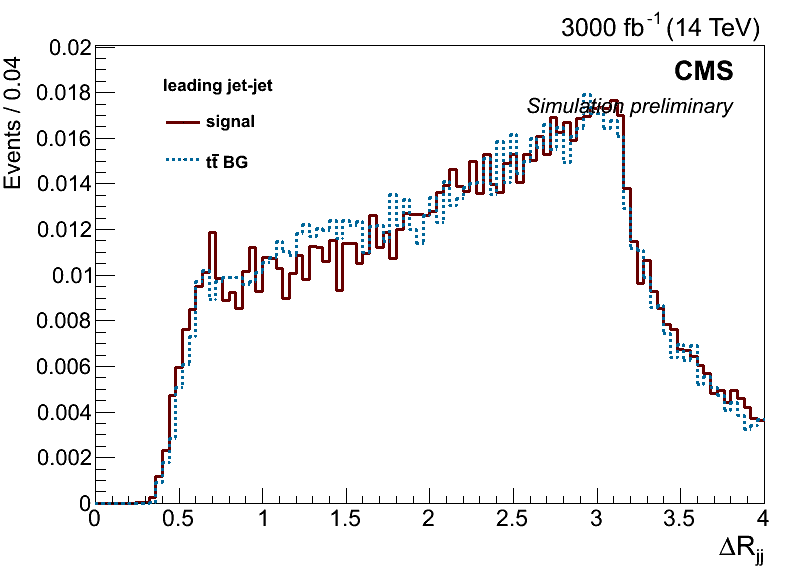 3000 fb⁻¹ (14 TeV)
CMS
Simulation preliminary
leading jet-jet
signal
tt̄ BG
Events / 0.04
0.02
0.018
0.016
0.014
0.012
0.01
0.008
0.006
0.004
0.002
0
0 0.5 1 1.5 2 2.5 3 3.5 4
ΔR_jj